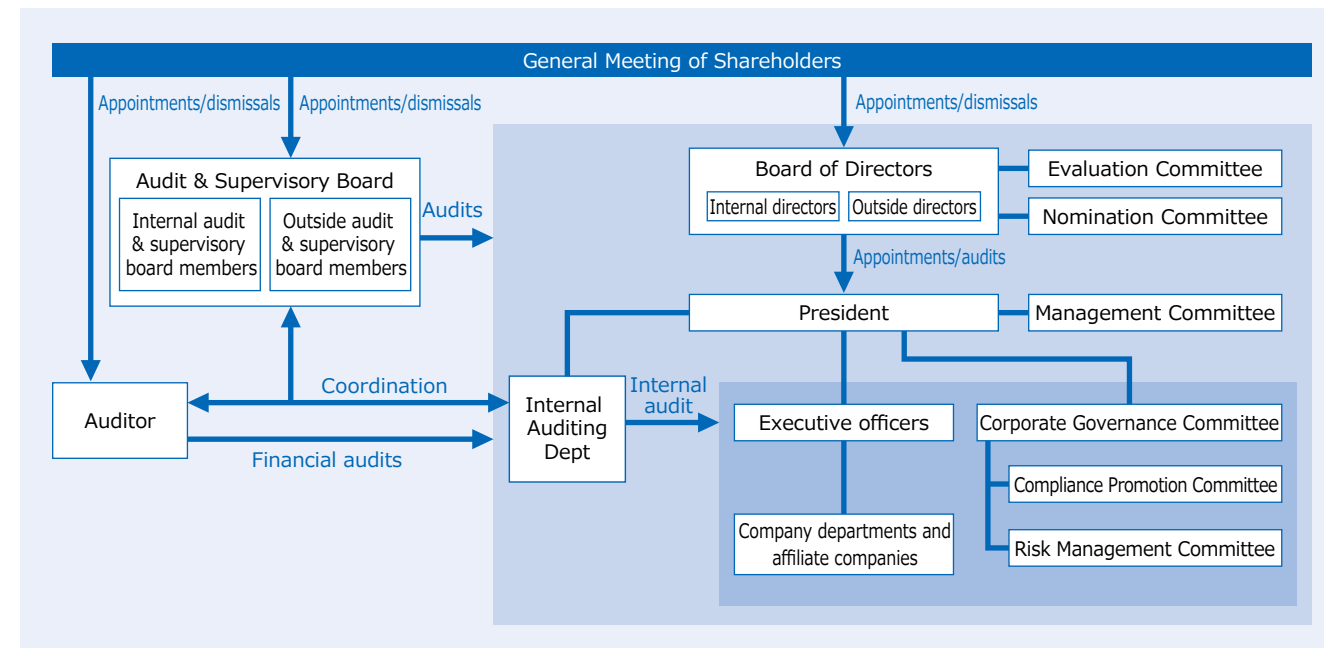 General Meeting of Shareholders
Appointments/dismissals
Appointments/dismissals
Appointments/dismissals
Audit & Supervisory Board
Internal audit
& supervisory
board members
Outside audit
& supervisory
board members
Audits
Board of Directors
Internal directors
Outside directors
Evaluation Committee
Nomination Committee
Appointments/audits
President
Management Committee
Auditor
Coordination
Financial audits
Internal
Auditing
Dept
Internal
audit
Executive officers
Corporate Governance Committee
Compliance Promotion Committee
Company departments and
affiliate companies
Risk Management Committee